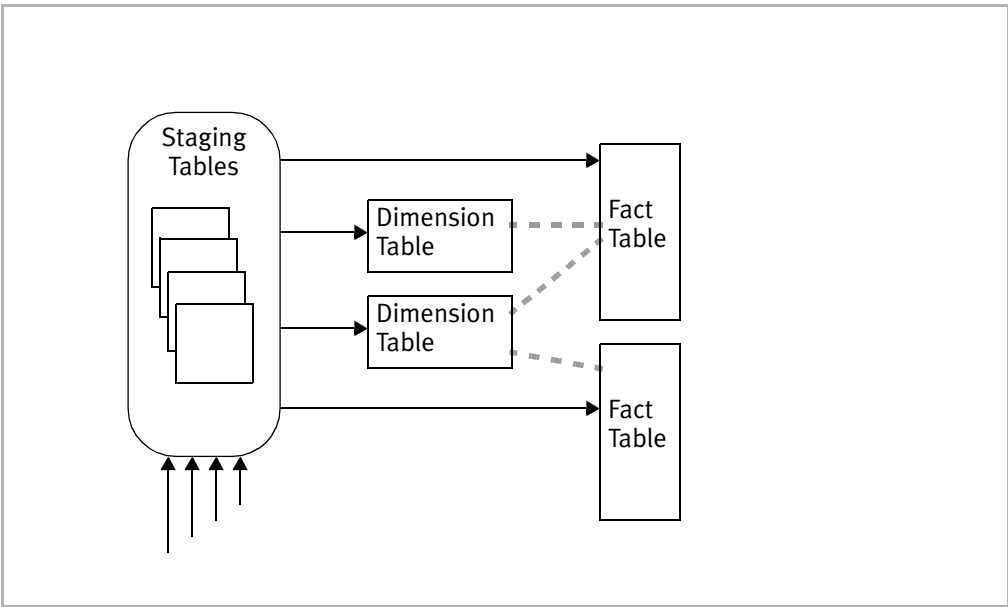 Staging
Tables
Dimension
Table
Fact
Table
Dimension
Table
Fact
Table